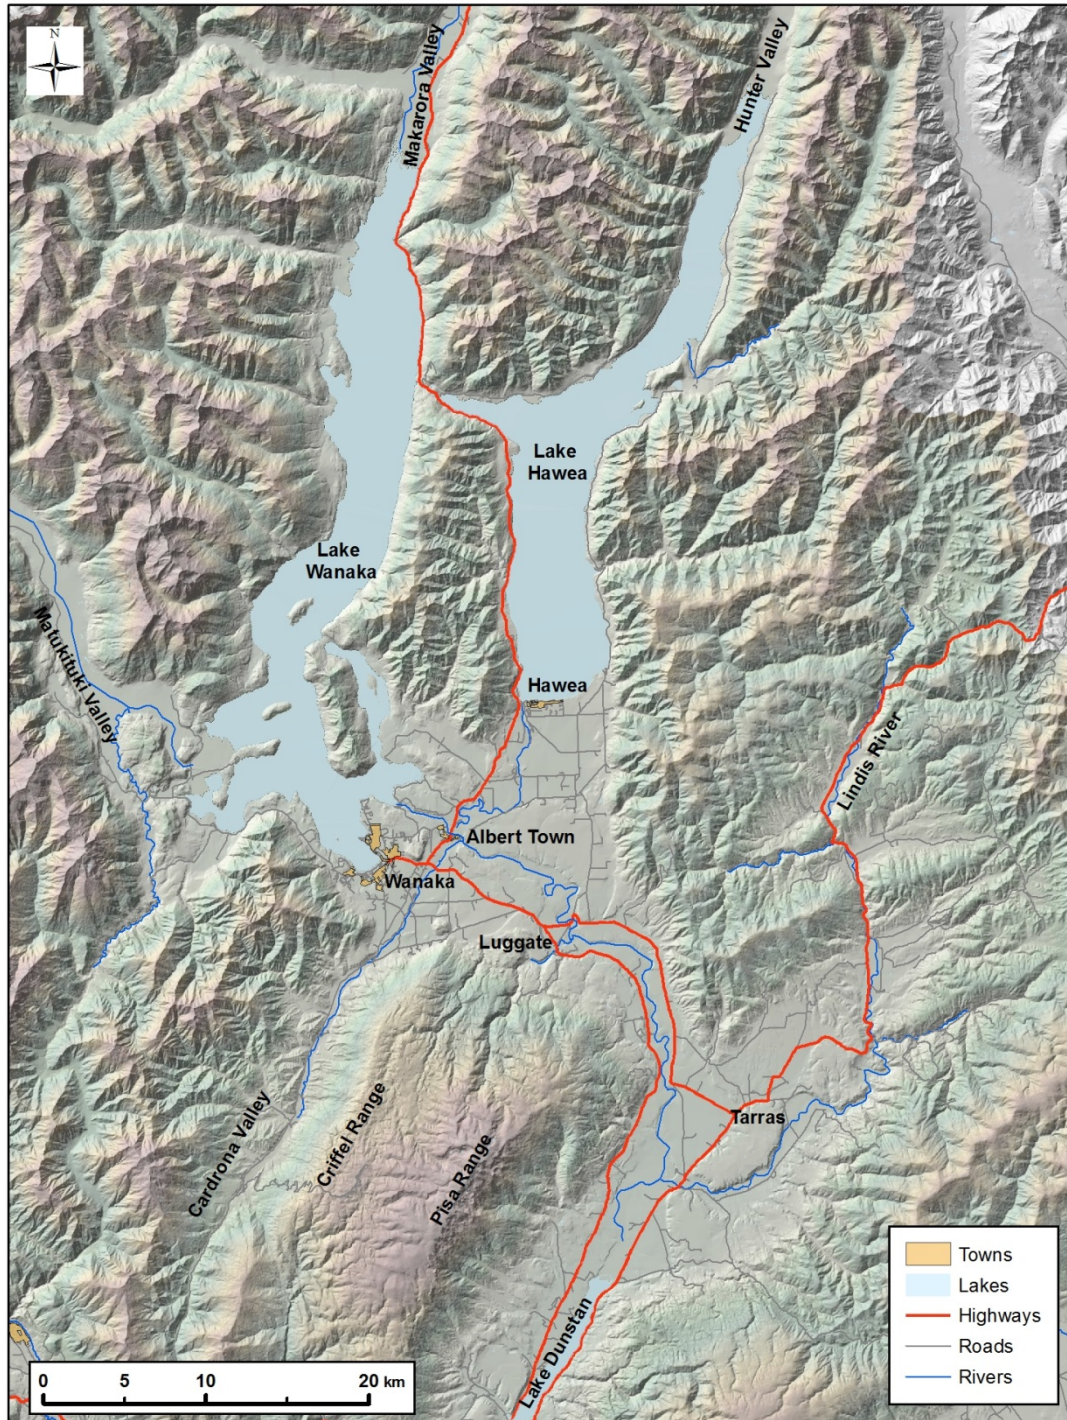 N
Makarora Valley
Hunter Valley
Lake
Hawea
Lake
Wanaka
Matukituki Valley
Hawea
Lindis River
Albert Town
Wanaka
Luggate
Tarras
Cardrona Valley
Criffel Range
Pisa Range
Lake Dunstan
Towns
Lakes
Highways
Roads
Rivers
0 5 10 20 km